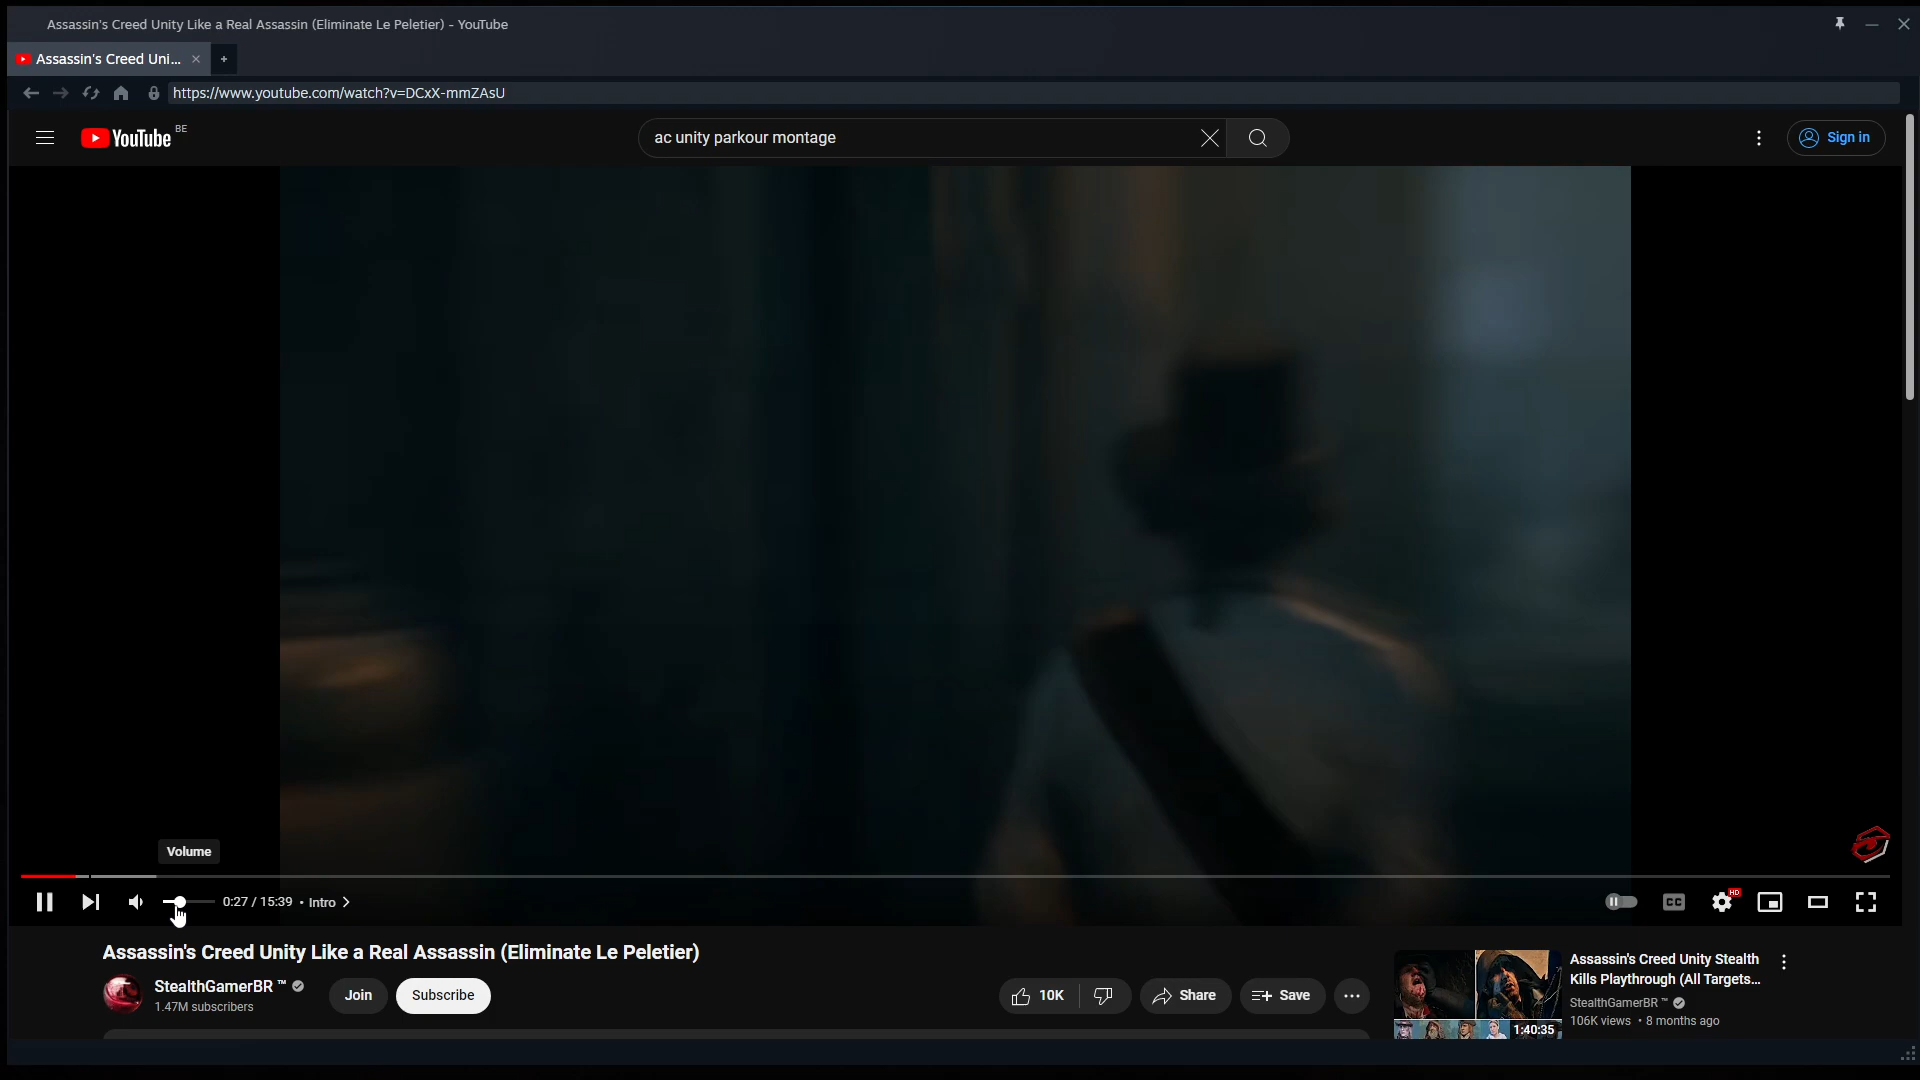 Assassin's Creed Unity Like a Real Assassin (Eliminate Le Peletier) - YouTube
Assassin's Creed Uni...
https://www.youtube.com/watch?v=DCxX-mmZAsU
YouTube BE
ac unity parkour montage
Sign in
Volume
0:27 / 15:39 • Intro
CC
HD
Assassin's Creed Unity Like a Real Assassin (Eliminate Le Peletier)
StealthGamerBR ™
1.47M subscribers
Join
Subscribe
10K
Share
Save
Assassin's Creed Unity Stealth
Kills Playthrough (All Targets...
StealthGamerBR ™
106K views • 8 months ago
1:40:35